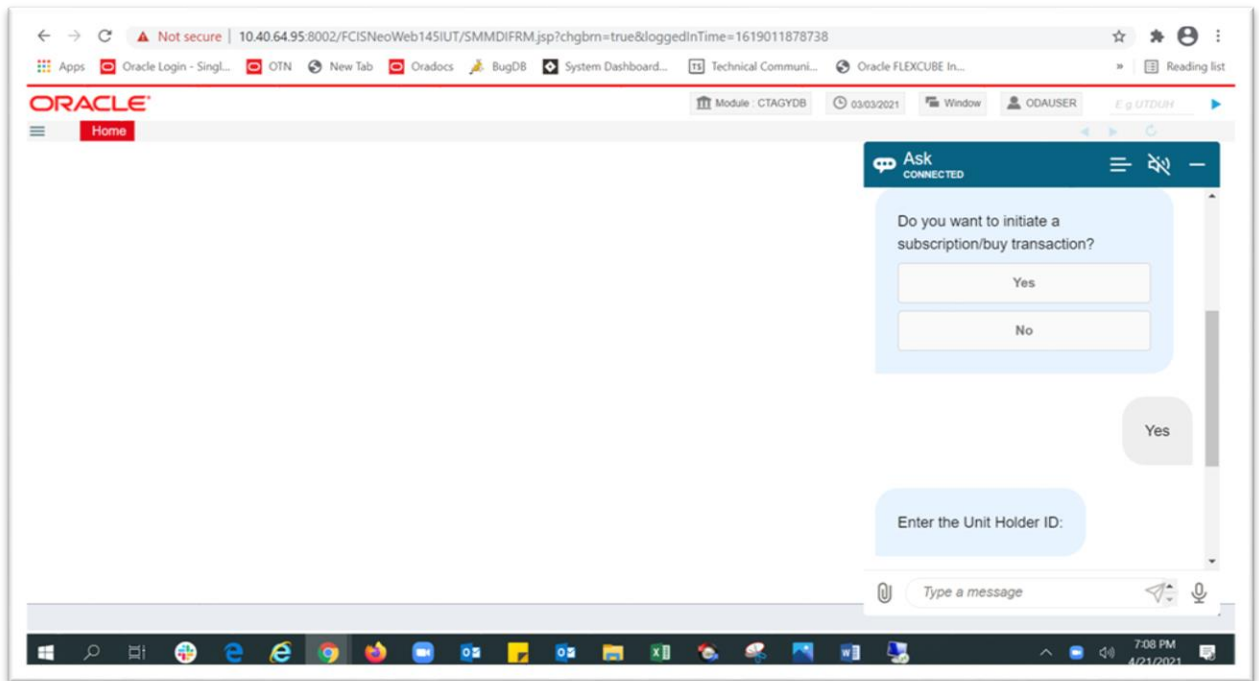 Not secure | 10.40.64.95:8002/FCISNeoWeb145IUT/SMMDIFRM.jsp?chgbrn=true&loggedInTime=1619011878738
Apps Oracle Login - Singl... OTN New Tab Oradocs BugDB System Dashboard... TS Technical Communi... Oracle FLEXCUBE In... » Reading list
ORACLE Module : CTAGYDB 03/03/2021 Window ODAUSER E g UTDUH
Home
Ask
CONNECTED
Do you want to initiate a
subscription/buy transaction?
Yes
No
Yes
Enter the Unit Holder ID:
Type a message
7:08 PM
4/21/2021